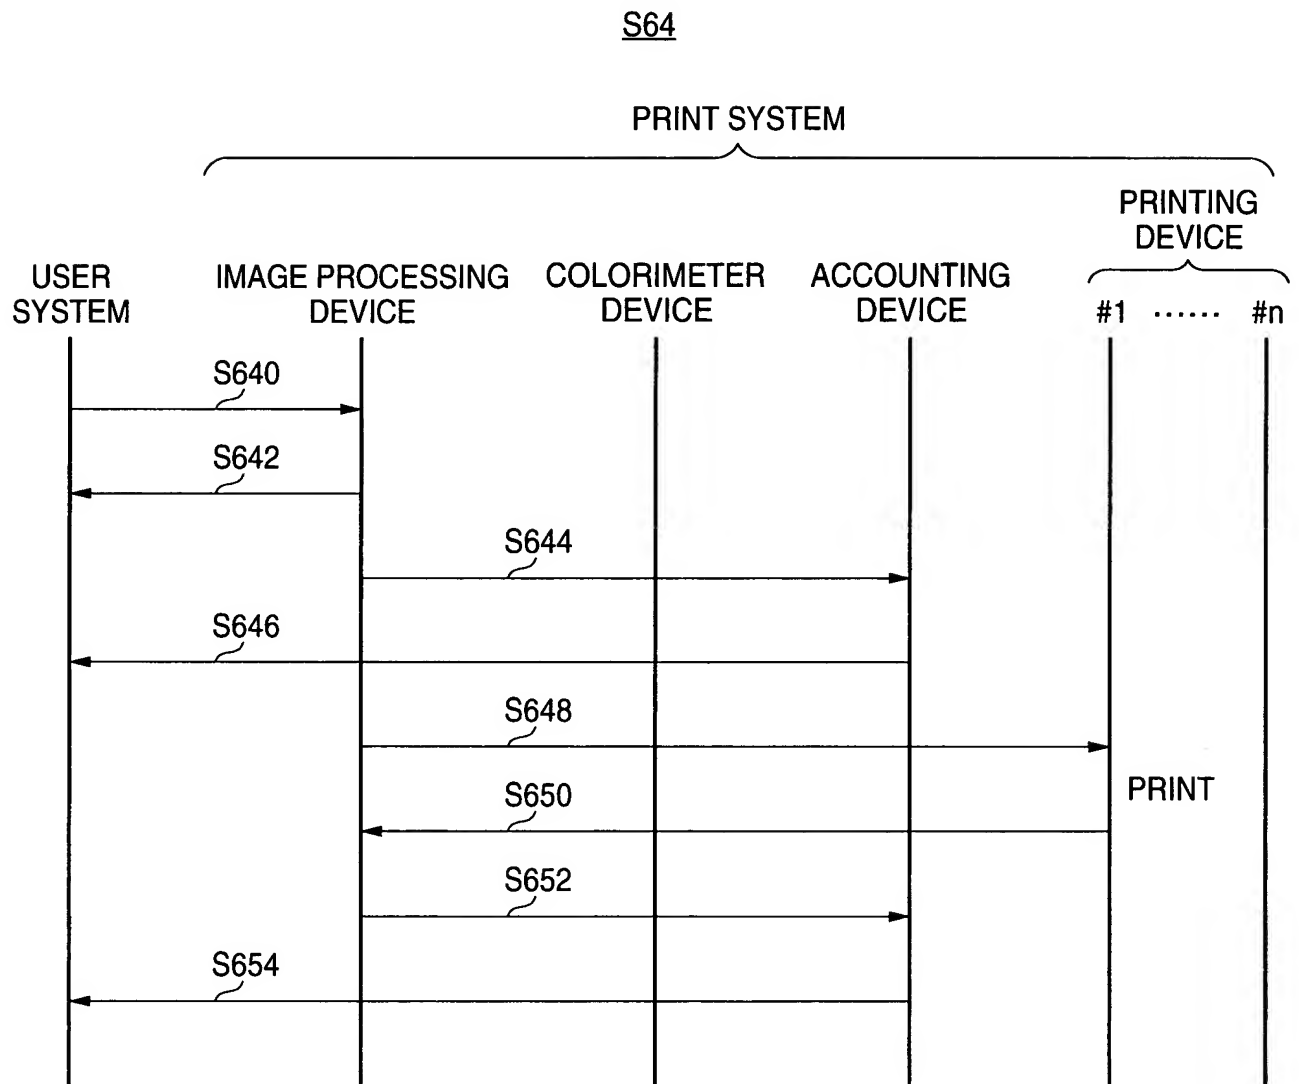 S64
PRINT SYSTEM
PRINTING
DEVICE
USER
SYSTEM
IMAGE PROCESSING
DEVICE
COLORIMETER
DEVICE
ACCOUNTING
DEVICE
#1 ...... #n
S640
S642
S644
S646
S648
PRINT
S650
S652
S654